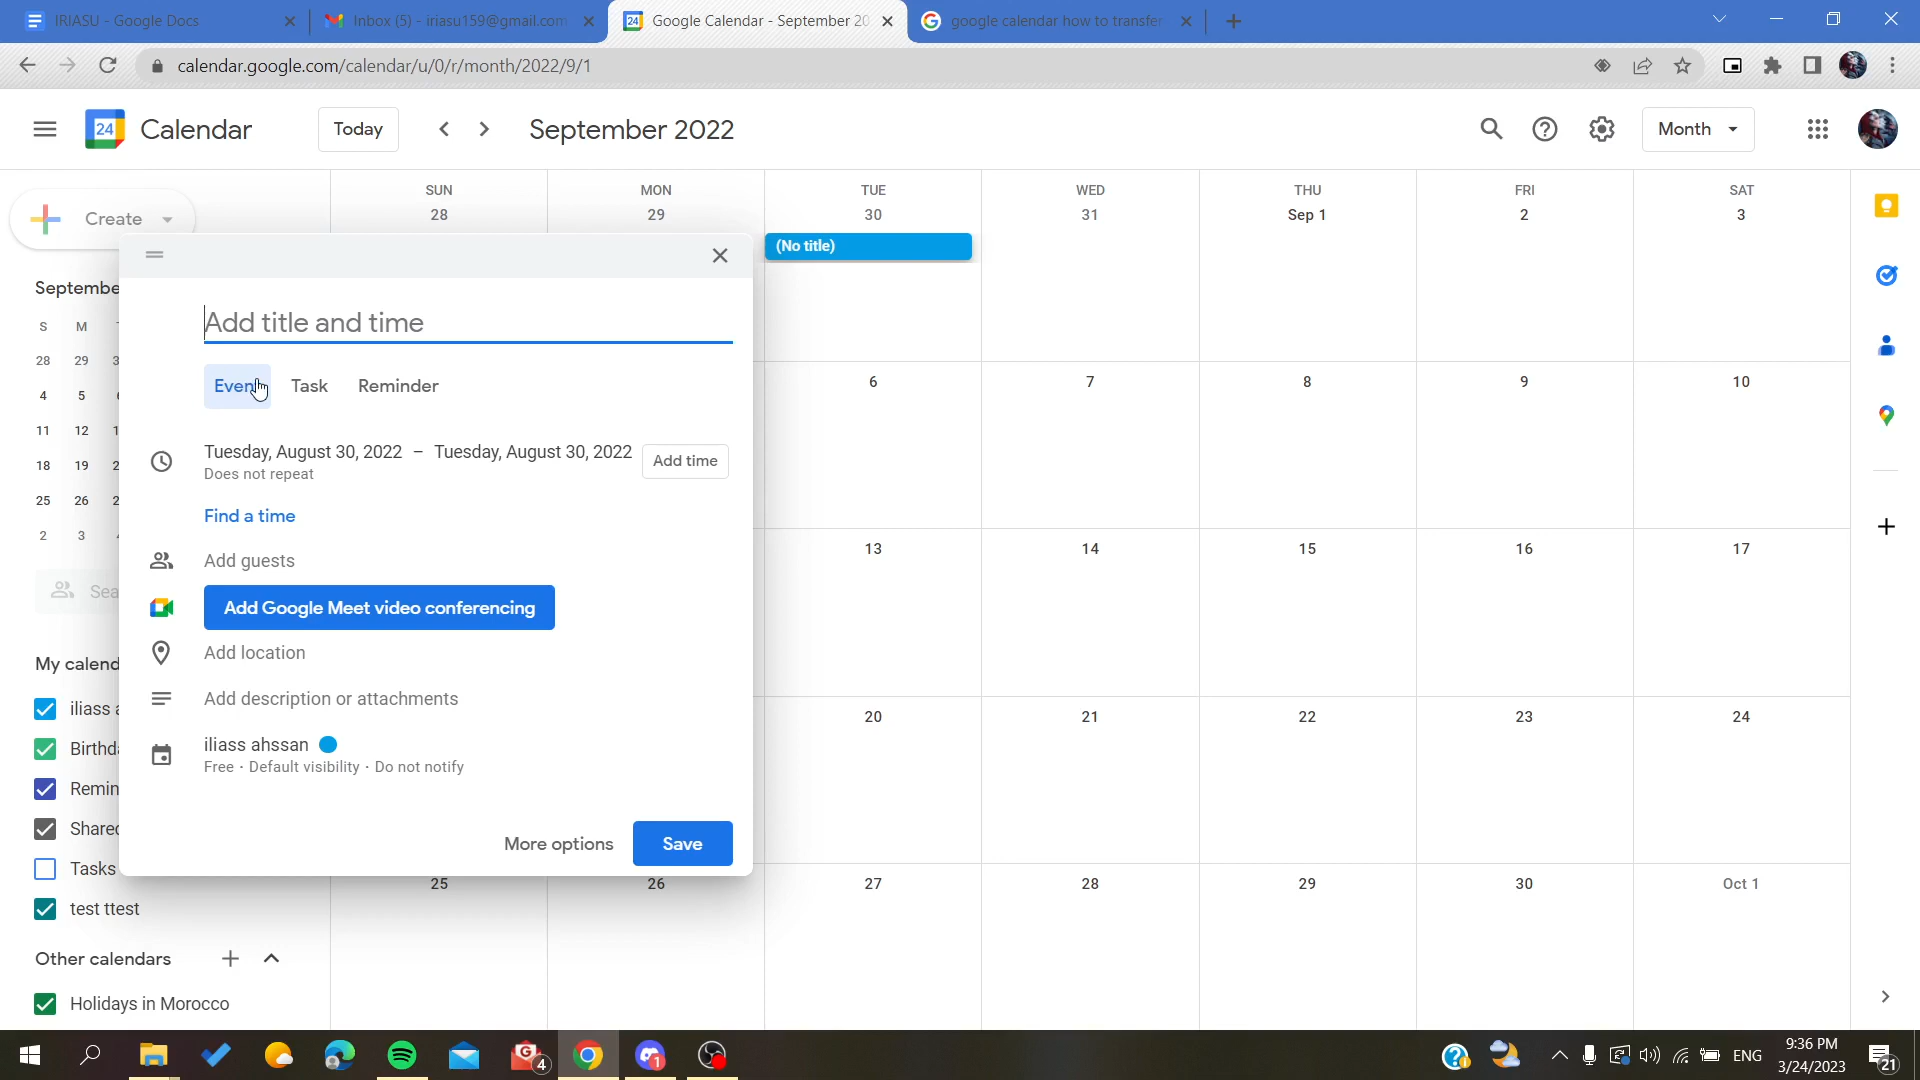 IRIASU - Google Docs
Inbox (5) - iriasu159@gmail.com
Google Calendar - September 20
google calendar how to transfer
calendar.google.com/calendar/u/0/r/month/2022/9/1
24
Calendar
Today
September 2022
Month
Create
SUN
MON
TUE
WED
THU
FRI
SAT
28
29
30
31
Sep 1
2
3
(No title)
Septembe
S M
28 29
4 5
11 12
18 19
25 26
2 3
Sea
Add title and time
Event
Task
Reminder
Tuesday, August 30, 2022 – Tuesday, August 30, 2022
Add time
Does not repeat
Find a time
Add guests
Add Google Meet video conferencing
Add location
Add description or attachments
iliass ahssan
Free · Default visibility · Do not notify
More options
Save
6
7
8
9
10
13
14
15
16
17
20
21
22
23
24
25
26
27
28
29
30
Oct 1
My calend
iliass a
Birthda
Remin
Shared
Tasks
test ttest
Other calendars
Holidays in Morocco
4
1
ENG
9:36 PM
3/24/2023
21